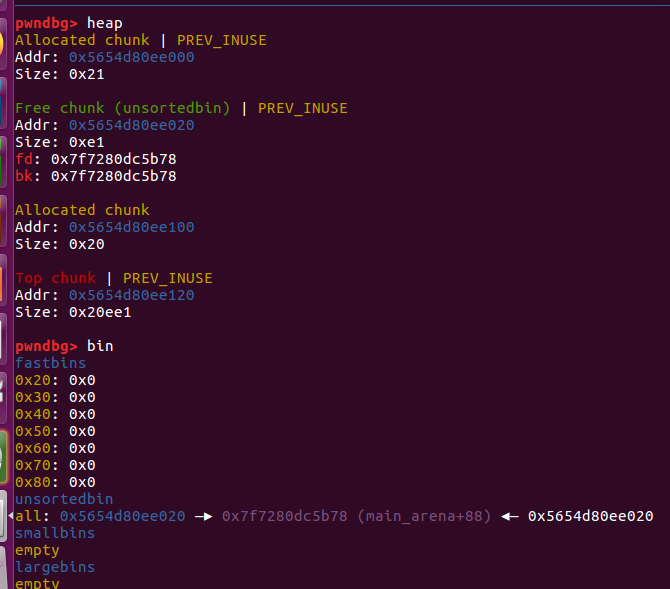 pwndbg> heap
Allocated chunk | PREV_INUSE
Addr: 0x5654d80ee000
Size: 0x21
Free chunk (unsortedbin) | PREV_INUSE
Addr: 0x5654d80ee020
Size: 0xe1
fd: 0x7f7280dc5b78
bk: 0x7f7280dc5b78
Allocated chunk
Addr: 0x5654d80ee100
Size: 0x20
Top chunk | PREV_INUSE
Addr: 0x5654d80ee120
Size: 0x20ee1
pwndbg> bin
fastbins
0x20: 0x0
0x30: 0x0
0x40: 0x0
0x50: 0x0
0x60: 0x0
0x70: 0x0
0x80: 0x0
unsortedbin
all: 0x5654d80ee020 —▸ 0x7f7280dc5b78 (main_arena+88) ◂— 0x5654d80ee020
smallbins
empty
largebins
empty